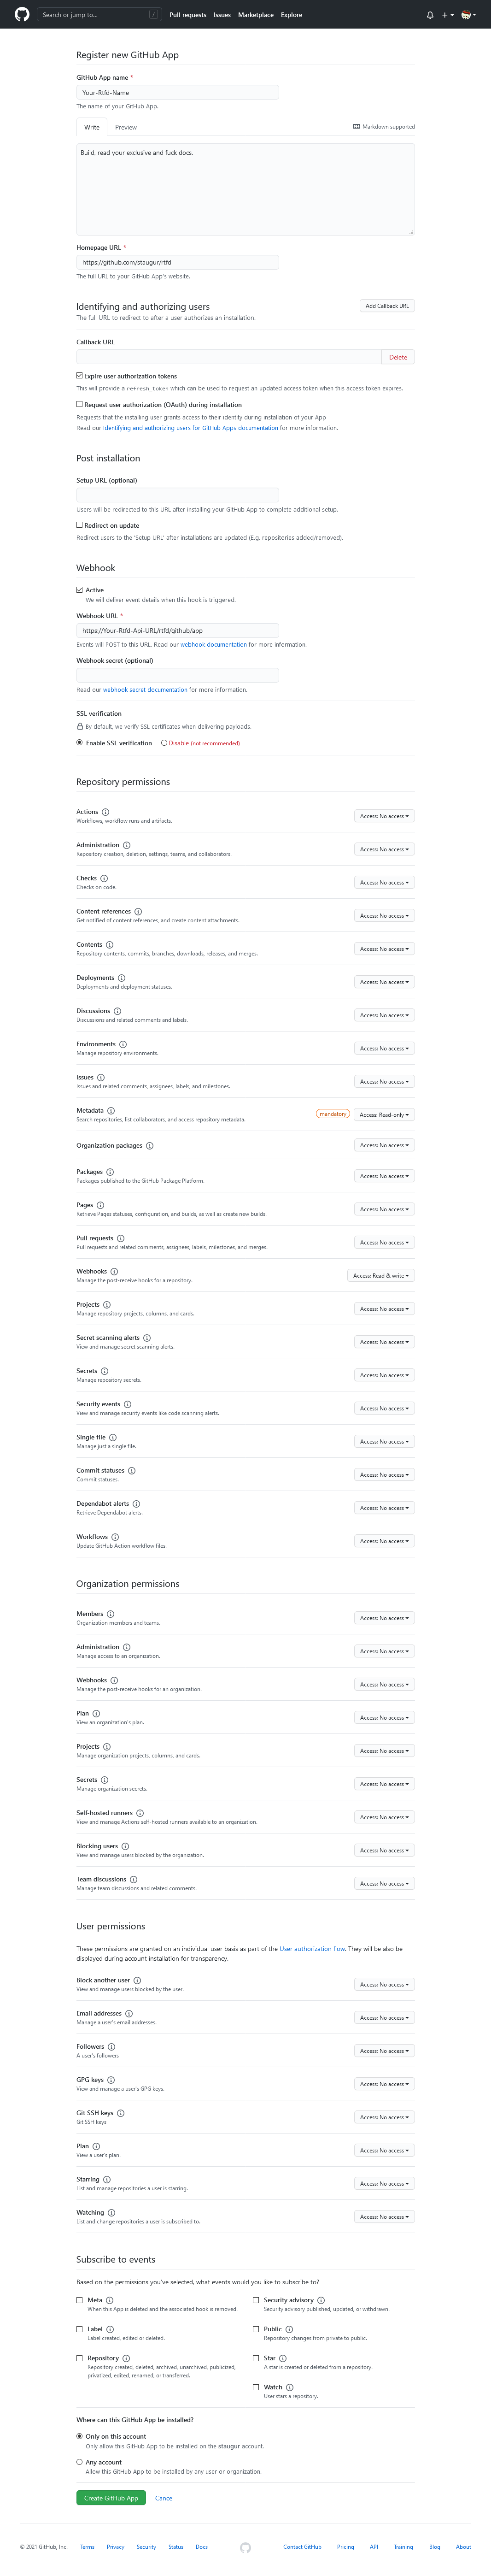 Search or jump to...
/
Pull requests Issues Marketplace Explore
Register new GitHub App
GitHub App name *
Your-Rtfd-Name
The name of your GitHub App.
Write Preview
Markdown supported
Build, read your exclusive and fuck docs.
Homepage URL *
https://github.com/staugur/rtfd
The full URL to your GitHub App's website.
Identifying and authorizing users
Add Callback URL
The full URL to redirect to after a user authorizes an installation.
Callback URL
Delete
Expire user authorization tokens
This will provide a refresh_token which can be used to request an updated access token when this access token expires.
Request user authorization (OAuth) during installation
Requests that the installing user grants access to their identity during installation of your App
Read our Identifying and authorizing users for GitHub Apps documentation for more information.
Post installation
Setup URL (optional)
Users will be redirected to this URL after installing your GitHub App to complete additional setup.
Redirect on update
Redirect users to the 'Setup URL' after installations are updated (E.g. repositories added/removed).
Webhook
Active
We will deliver event details when this hook is triggered.
Webhook URL *
https://Your-Rtfd-Api-URL/rtfd/github/app
Events will POST to this URL. Read our webhook documentation for more information.
Webhook secret (optional)
Read our webhook secret documentation for more information.
SSL verification
By default, we verify SSL certificates when delivering payloads.
Enable SSL verification Disable (not recommended)
Repository permissions
Actions
Workflows, workflow runs and artifacts.
Access: No access
Administration
Repository creation, deletion, settings, teams, and collaborators.
Access: No access
Checks
Checks on code.
Access: No access
Content references
Get notified of content references, and create content attachments.
Access: No access
Contents
Repository contents, commits, branches, downloads, releases, and merges.
Access: No access
Deployments
Deployments and deployment statuses.
Access: No access
Discussions
Discussions and related comments and labels.
Access: No access
Environments
Manage repository environments.
Access: No access
Issues
Issues and related comments, assignees, labels, and milestones.
Access: No access
Metadata
Search repositories, list collaborators, and access repository metadata.
mandatory
Access: Read-only
Organization packages
Access: No access
Packages
Packages published to the GitHub Package Platform.
Access: No access
Pages
Retrieve Pages statuses, configuration, and builds, as well as create new builds.
Access: No access
Pull requests
Pull requests and related comments, assignees, labels, milestones, and merges.
Access: No access
Webhooks
Manage the post-receive hooks for a repository.
Access: Read & write
Projects
Manage repository projects, columns, and cards.
Access: No access
Secret scanning alerts
View and manage secret scanning alerts.
Access: No access
Secrets
Manage repository secrets.
Access: No access
Security events
View and manage security events like code scanning alerts.
Access: No access
Single file
Manage just a single file.
Access: No access
Commit statuses
Commit statuses.
Access: No access
Dependabot alerts
Retrieve Dependabot alerts.
Access: No access
Workflows
Update GitHub Action workflow files.
Access: No access
Organization permissions
Members
Organization members and teams.
Access: No access
Administration
Manage access to an organization.
Access: No access
Webhooks
Manage the post-receive hooks for an organization.
Access: No access
Plan
View an organization's plan.
Access: No access
Projects
Manage organization projects, columns, and cards.
Access: No access
Secrets
Manage organization secrets.
Access: No access
Self-hosted runners
View and manage Actions self-hosted runners available to an organization.
Access: No access
Blocking users
View and manage users blocked by the organization.
Access: No access
Team discussions
Manage team discussions and related comments.
Access: No access
User permissions
These permissions are granted on an individual user basis as part of the User authorization flow. They will be also
displayed during account installation for transparency.
Block another user
View and manage users blocked by the user.
Access: No access
Email addresses
Manage a user's email addresses.
Access: No access
Followers
A user's followers
Access: No access
GPG keys
View and manage a user's GPG keys.
Access: No access
Git SSH keys
Git SSH keys
Access: No access
Plan
View a user's plan.
Access: No access
Starring
List and manage repositories a user is starring.
Access: No access
Watching
List and change repositories a user is subscribed to.
Access: No access
Subscribe to events
Based on the permissions you've selected, what events would you like to subscribe to?
Meta
When this App is deleted and the associated hook is removed.
Security advisory
Security advisory published, updated, or withdrawn.
Label
Label created, edited or deleted.
Public
Repository changes from private to public.
Repository
Repository created, deleted, archived, unarchived, publicized,
privatized, edited, renamed, or transferred.
Star
A star is created or deleted from a repository.
Watch
User stars a repository.
Where can this GitHub App be installed?
Only on this account
Only allow this GitHub App to be installed on the staugur account.
Any account
Allow this GitHub App to be installed by any user or organization.
Create GitHub App Cancel
© 2021 GitHub, Inc. Terms Privacy Security Status Docs Contact GitHub Pricing API Training Blog About